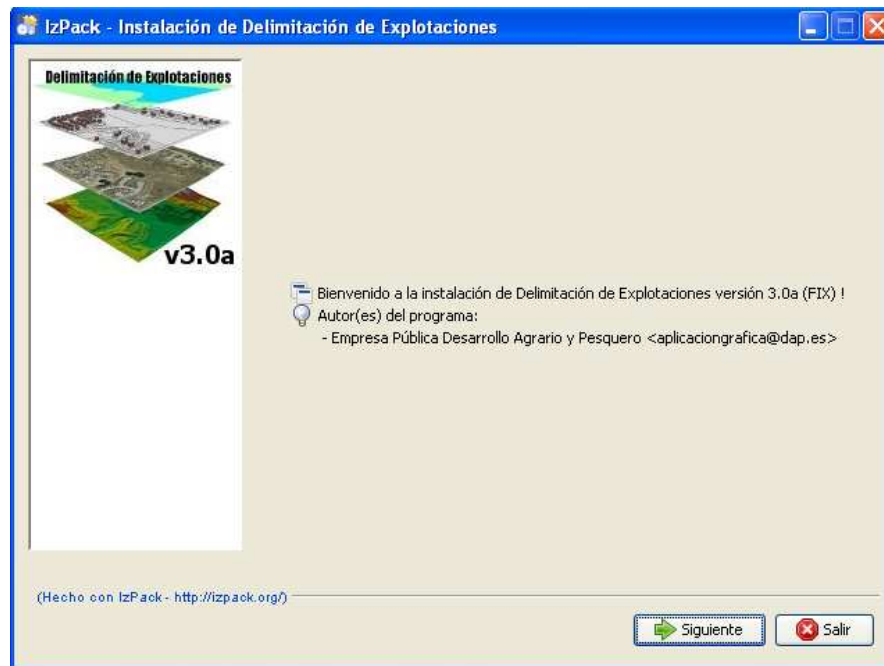 IzPack - Instalación de Delimitación de Explotaciones
Delimitación de Explotaciones
v3.0a
Bienvenido a la instalación de Delimitación de Explotaciones versión 3.0a (FIX) !
Autor(es) del programa:
- Empresa Pública Desarrollo Agrario y Pesquero <aplicaciongrafica@dap.es>
(Hecho con IzPack - http://izpack.org/)
Siguiente
Salir